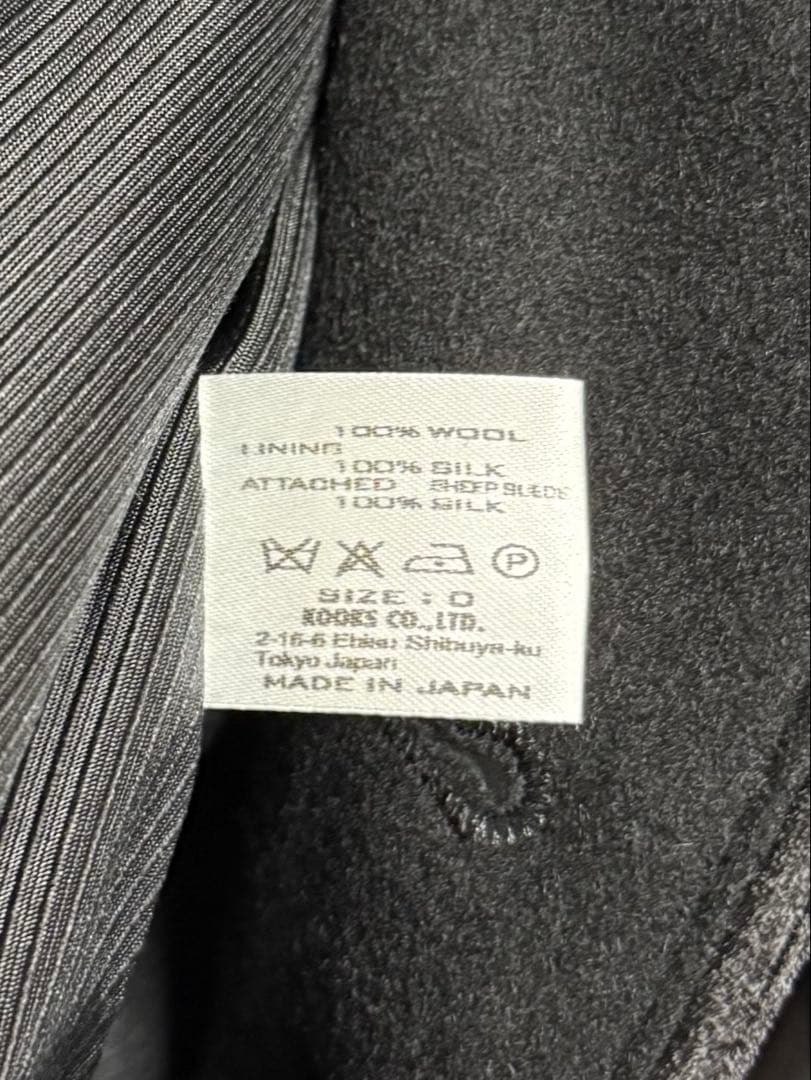 100% WOOL
LINING
100% SILK
ATTACHED SHEEP SUEDE
100% SILK
P
SIZE : 0
KOOKS CO.,LTD.
2-16-6 Ebisu Shibuya-ku
Tokyo Japan
MADE IN JAPAN